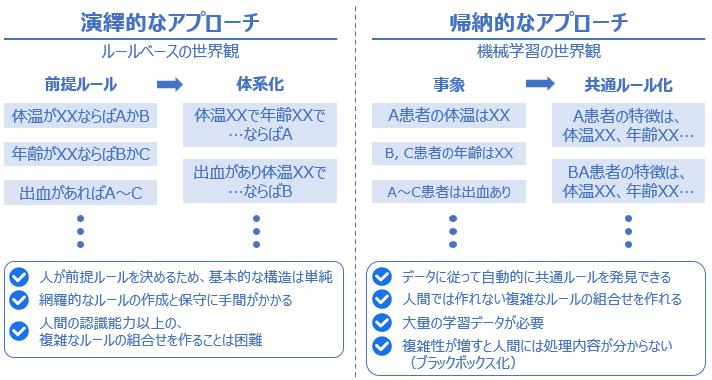 演繹的なアプローチ
ルールベースの世界観
前提ルール
体系化
体温がXXならばAかB
年齢がXXならばBかC
出血があればA～C
体温XXで年齢XXで
…ならばA
出血があり体温XXで
…ならばB
人が前提ルールを決めるため、基本的な構造は単純
網羅的なルールの作成と保守に手間がかかる
人間の認識能力以上の、
複雑なルールの組合せを作ることは困難
帰納的なアプローチ
機械学習の世界観
事象
共通ルール化
A患者の体温はXX
B, C患者の年齢はXX
A～C患者は出血あり
A患者の特徴は、
体温XX、年齢XX…
BA患者の特徴は、
体温XX、年齢XX…
データに従って自動的に共通ルールを発見できる
人間では作れない複雑なルールの組合せを作れる
大量の学習データが必要
複雑性が増すと人間には処理内容が分からない
（ブラックボックス化）